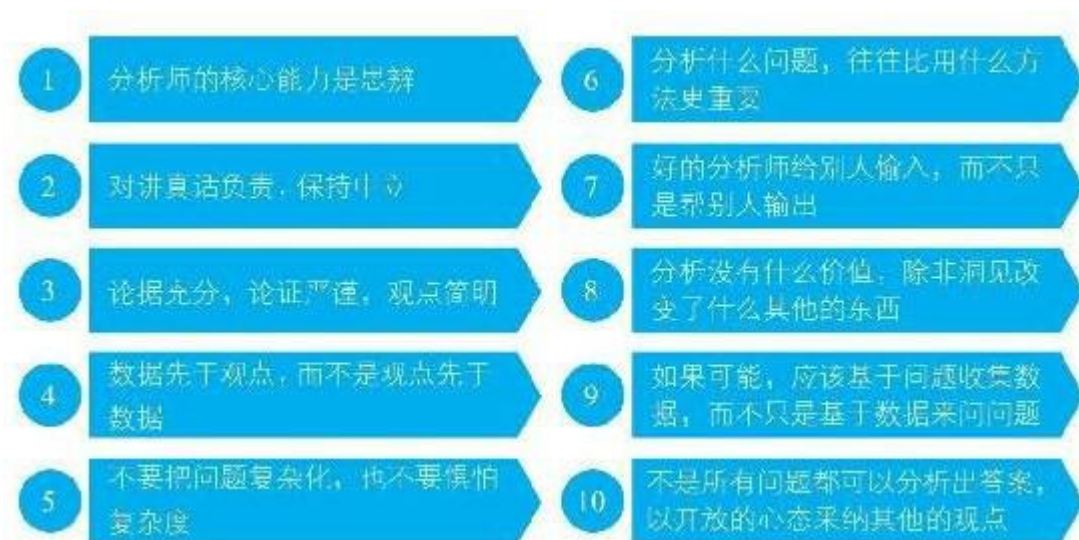 1
分析师的核心能力是思辨
2
对讲真话负责，保持中立
3
论据充分，论证严谨，观点简明
4
数据先于观点，而不是观点先于
数据
5
不要把问题复杂化，也不要惧怕
复杂度
6
分析什么问题，往往比用什么方
法更重要
7
好的分析师给别人输入，而不只
是帮别人输出
8
分析没有什么价值，除非洞见改
变了什么其他的东西
9
如果可能，应该基于问题收集数
据，而不只是基于数据来问问题
10
不是所有问题都可以分析出答案，
以开放的心态采纳其他的观点